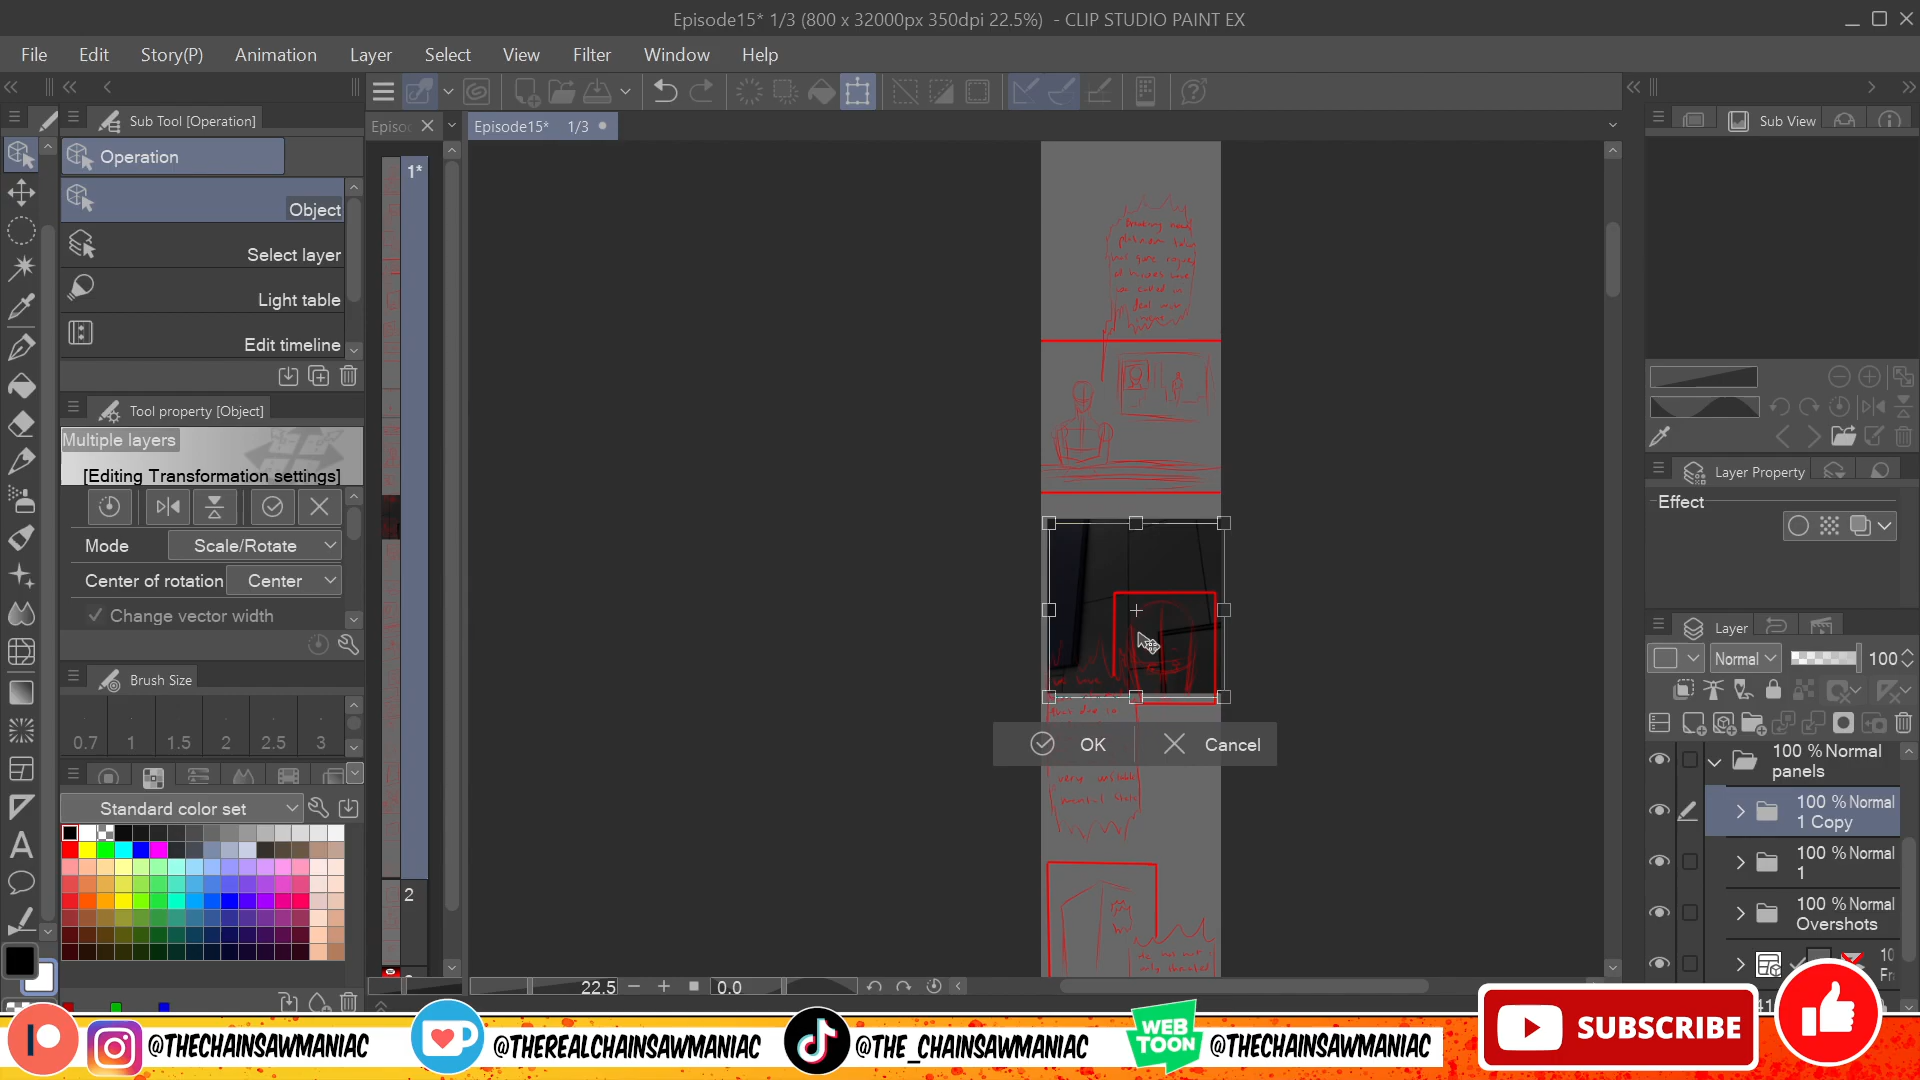 Episode15* 1/3 (800 x 32000px 350dpi 22.5%) - CLIP STUDIO PAINT EX
File Edit Story(P) Animation Layer Select View Filter Window Help
Sub Tool [Operation]
Operation
Object
Select layer
Light table
Edit timeline
Tool property [Object]
Multiple layers
[Editing Transformation settings]
Mode Scale/Rotate
Center of rotation Center
Change vector width
Brush Size
0.7 1 1.5 2 2.5 3
Standard color set
Episo
Episode15* 1/3
1*
2
OK Cancel
22.5 0.0
Sub View
Layer Property
Effect
Layer
Normal 100
100 % Normal
panels
100 % Normal
1 Copy
100 % Normal
1
100 % Normal
Overshots
10
Fr
@THECHAINSAWMANIAC
@THEREALCHAINSAWMANIAC
@THE_CHAINSAWMANIAC
WEB
TOON
@THECHAINSAWMANIAC
SUBSCRIBE